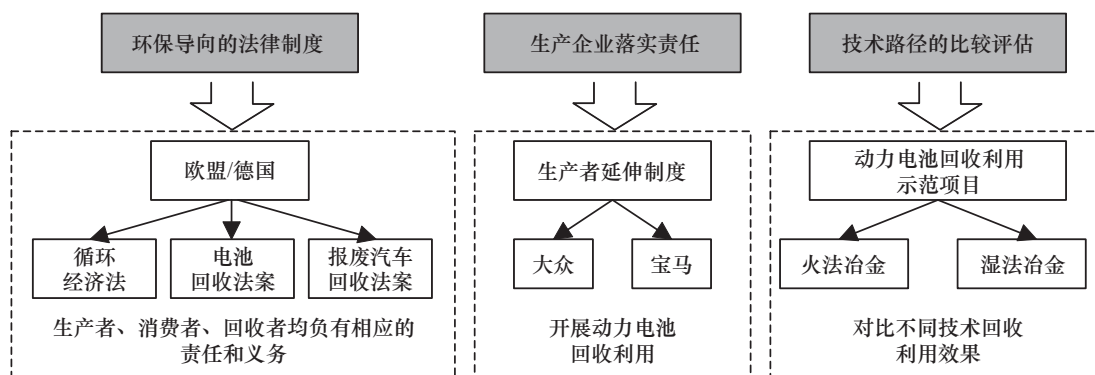 环保导向的法律制度
生产企业落实责任
技术路径的比较评估
欧盟/德国
循环
经济法
电池
回收法案
报废汽车
回收法案
生产者、消费者、回收者均负有相应的
责任和义务
生产者延伸制度
大众
宝马
开展动力电池
回收利用
动力电池回收利用
示范项目
火法冶金
湿法冶金
对比不同技术回收
利用效果